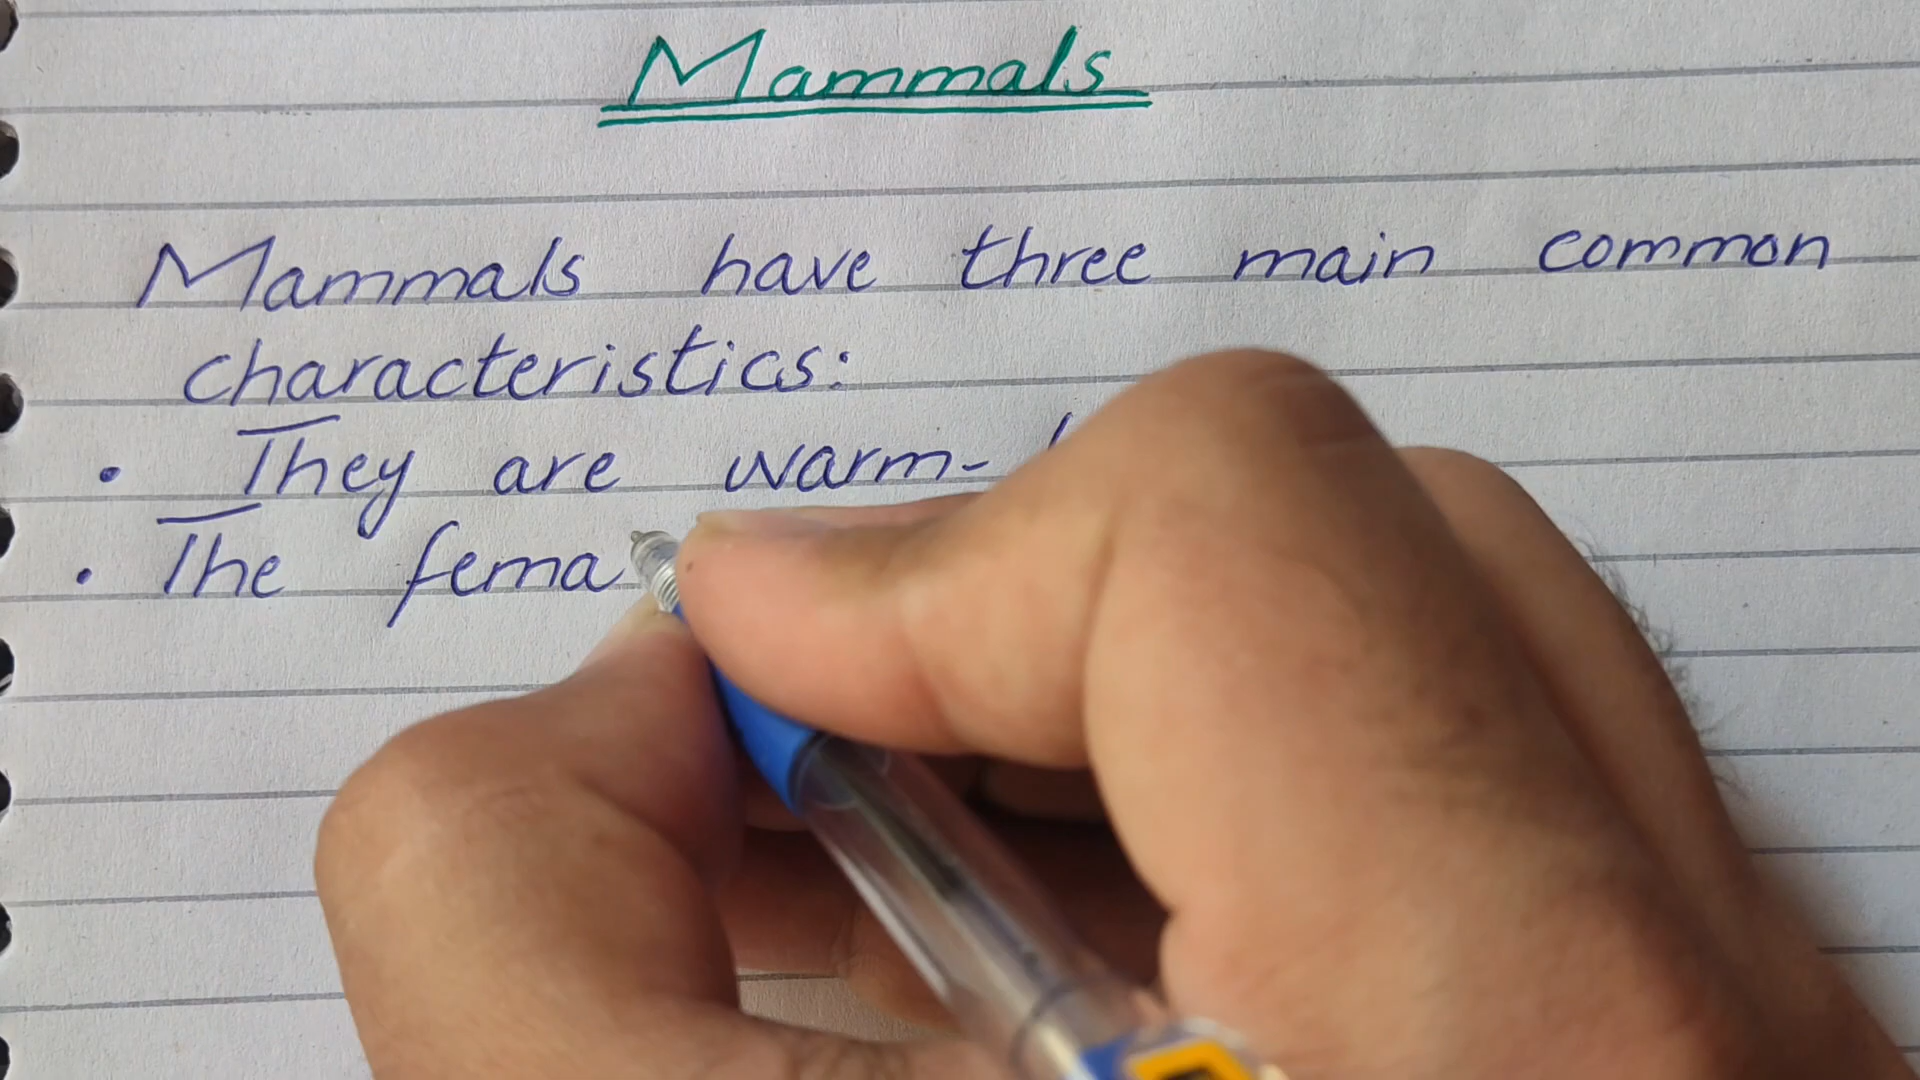 Mammals
Mammals have three main common
characteristics:
• They are warm-
• The fema